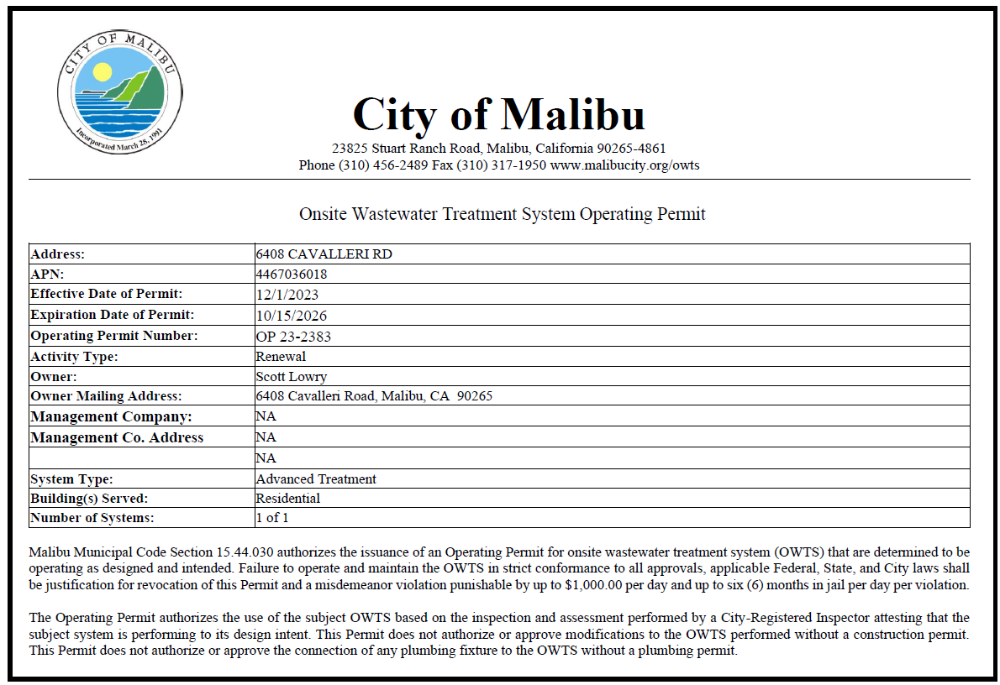 CITY OF MALIBU
Incorporated March 28, 1991
City of Malibu
23825 Stuart Ranch Road, Malibu, California 90265-4861
Phone (310) 456-2489 Fax (310) 317-1950 www.malibucity.org/owts
Onsite Wastewater Treatment System Operating Permit
Address: 6408 CAVALLERI RD
APN: 4467036018
Effective Date of Permit: 12/1/2023
Expiration Date of Permit: 10/15/2026
Operating Permit Number: OP 23-2383
Activity Type: Renewal
Owner: Scott Lowry
Owner Mailing Address: 6408 Cavalleri Road, Malibu, CA  90265
Management Company: NA
Management Co. Address NA
NA
System Type: Advanced Treatment
Building(s) Served: Residential
Number of Systems: 1 of 1
Malibu Municipal Code Section 15.44.030 authorizes the issuance of an Operating Permit for onsite wastewater treatment system (OWTS) that are determined to be
operating as designed and intended. Failure to operate and maintain the OWTS in strict conformance to all approvals, applicable Federal, State, and City laws shall
be justification for revocation of this Permit and a misdemeanor violation punishable by up to $1,000.00 per day and up to six (6) months in jail per day per violation.
The Operating Permit authorizes the use of the subject OWTS based on the inspection and assessment performed by a City-Registered Inspector attesting that the
subject system is performing to its design intent. This Permit does not authorize or approve modifications to the OWTS performed without a construction permit.
This Permit does not authorize or approve the connection of any plumbing fixture to the OWTS without a plumbing permit.